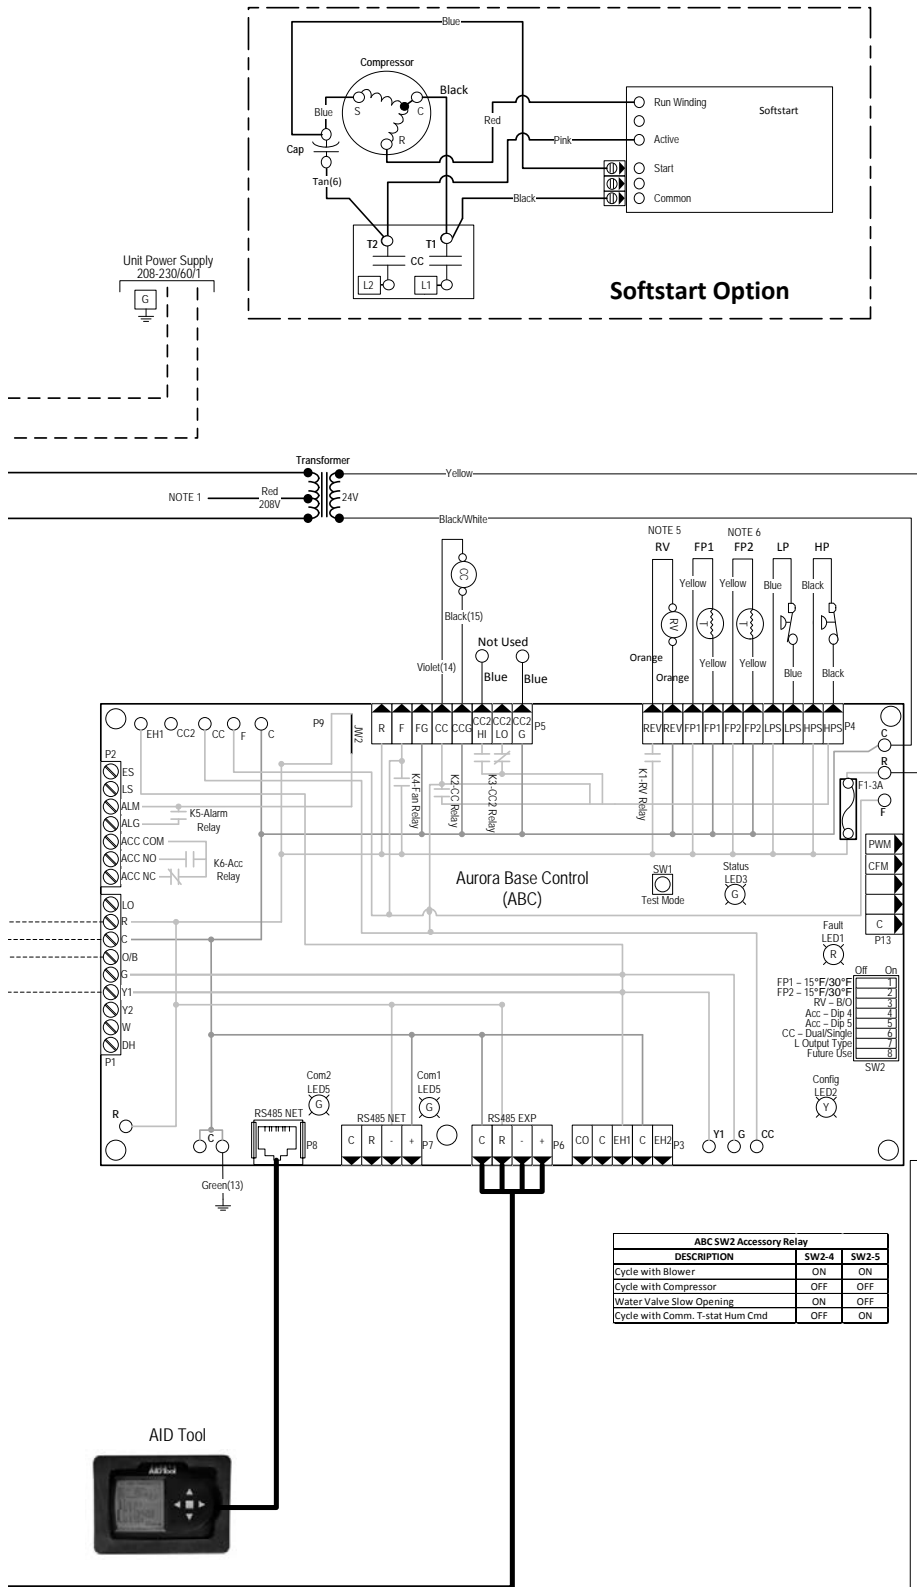 Blue
Compressor
Black
Blue
S
C
R
Red
Cap
Pink
Tan(6)
Black
Run Winding
Softstart
Active
Start
Common
T2
T1
CC
L2
L1
Softstart Option
Unit Power Supply
208-230/60/1
G
Transformer
Yellow
NOTE 1
Red
208V
24V
Black/White
CC
Black(15)
Violet(14)
Not Used
Blue
Blue
NOTE 5
NOTE 6
RV
FP1
FP2
LP
HP
Yellow
Yellow
Blue
Black
RV
T
T
Orange
Orange
Yellow
Yellow
Blue
Black
EH1
CC2
CC
F
C
P9
JW2
R
F
FG
CC
CCG
CC2 HI
CC2 LO
CC2 G
P5
REV
REV
FP1
FP1
FP2
FP2
LPS
LPS
HPS
HPS
P4
C
R
F
F1-3A
P2
ES
LS
ALM
ALG
ACC COM
ACC NO
ACC NC
K5-Alarm
Relay
K6-Acc
Relay
K4-Fan Relay
K2-CC Relay
K3-CC2 Relay
K1-RV Relay
PWM
CFM
C
P13
Aurora Base Control
(ABC)
SW1
Test Mode
Status
LED3
G
Fault
LED1
R
LO
R
C
O/B
G
Y1
Y2
W
DH
P1
Off On
FP1 – 15°F/30°F 1
FP2 – 15°F/30°F 2
RV – B/O 3
Acc – Dip 4 4
Acc – Dip 5 5
CC – Dual/Single 6
L Output Type 7
Future Use 8
SW2
Config
LED2
Y
Com2
LED5
G
Com1
LED5
G
R
C
RS485 NET
P8
RS485 NET
C R - +
P7
RS485 EXP
C R - +
P6
CO C EH1 C EH2
P3
Y1 G CC
Green(13)
ABC SW2 Accessory Relay
DESCRIPTION SW2-4 SW2-5
Cycle with Blower ON ON
Cycle with Compressor OFF OFF
Water Valve Slow Opening ON OFF
Cycle with Comm. T-stat Hum Cmd OFF ON
AID Tool